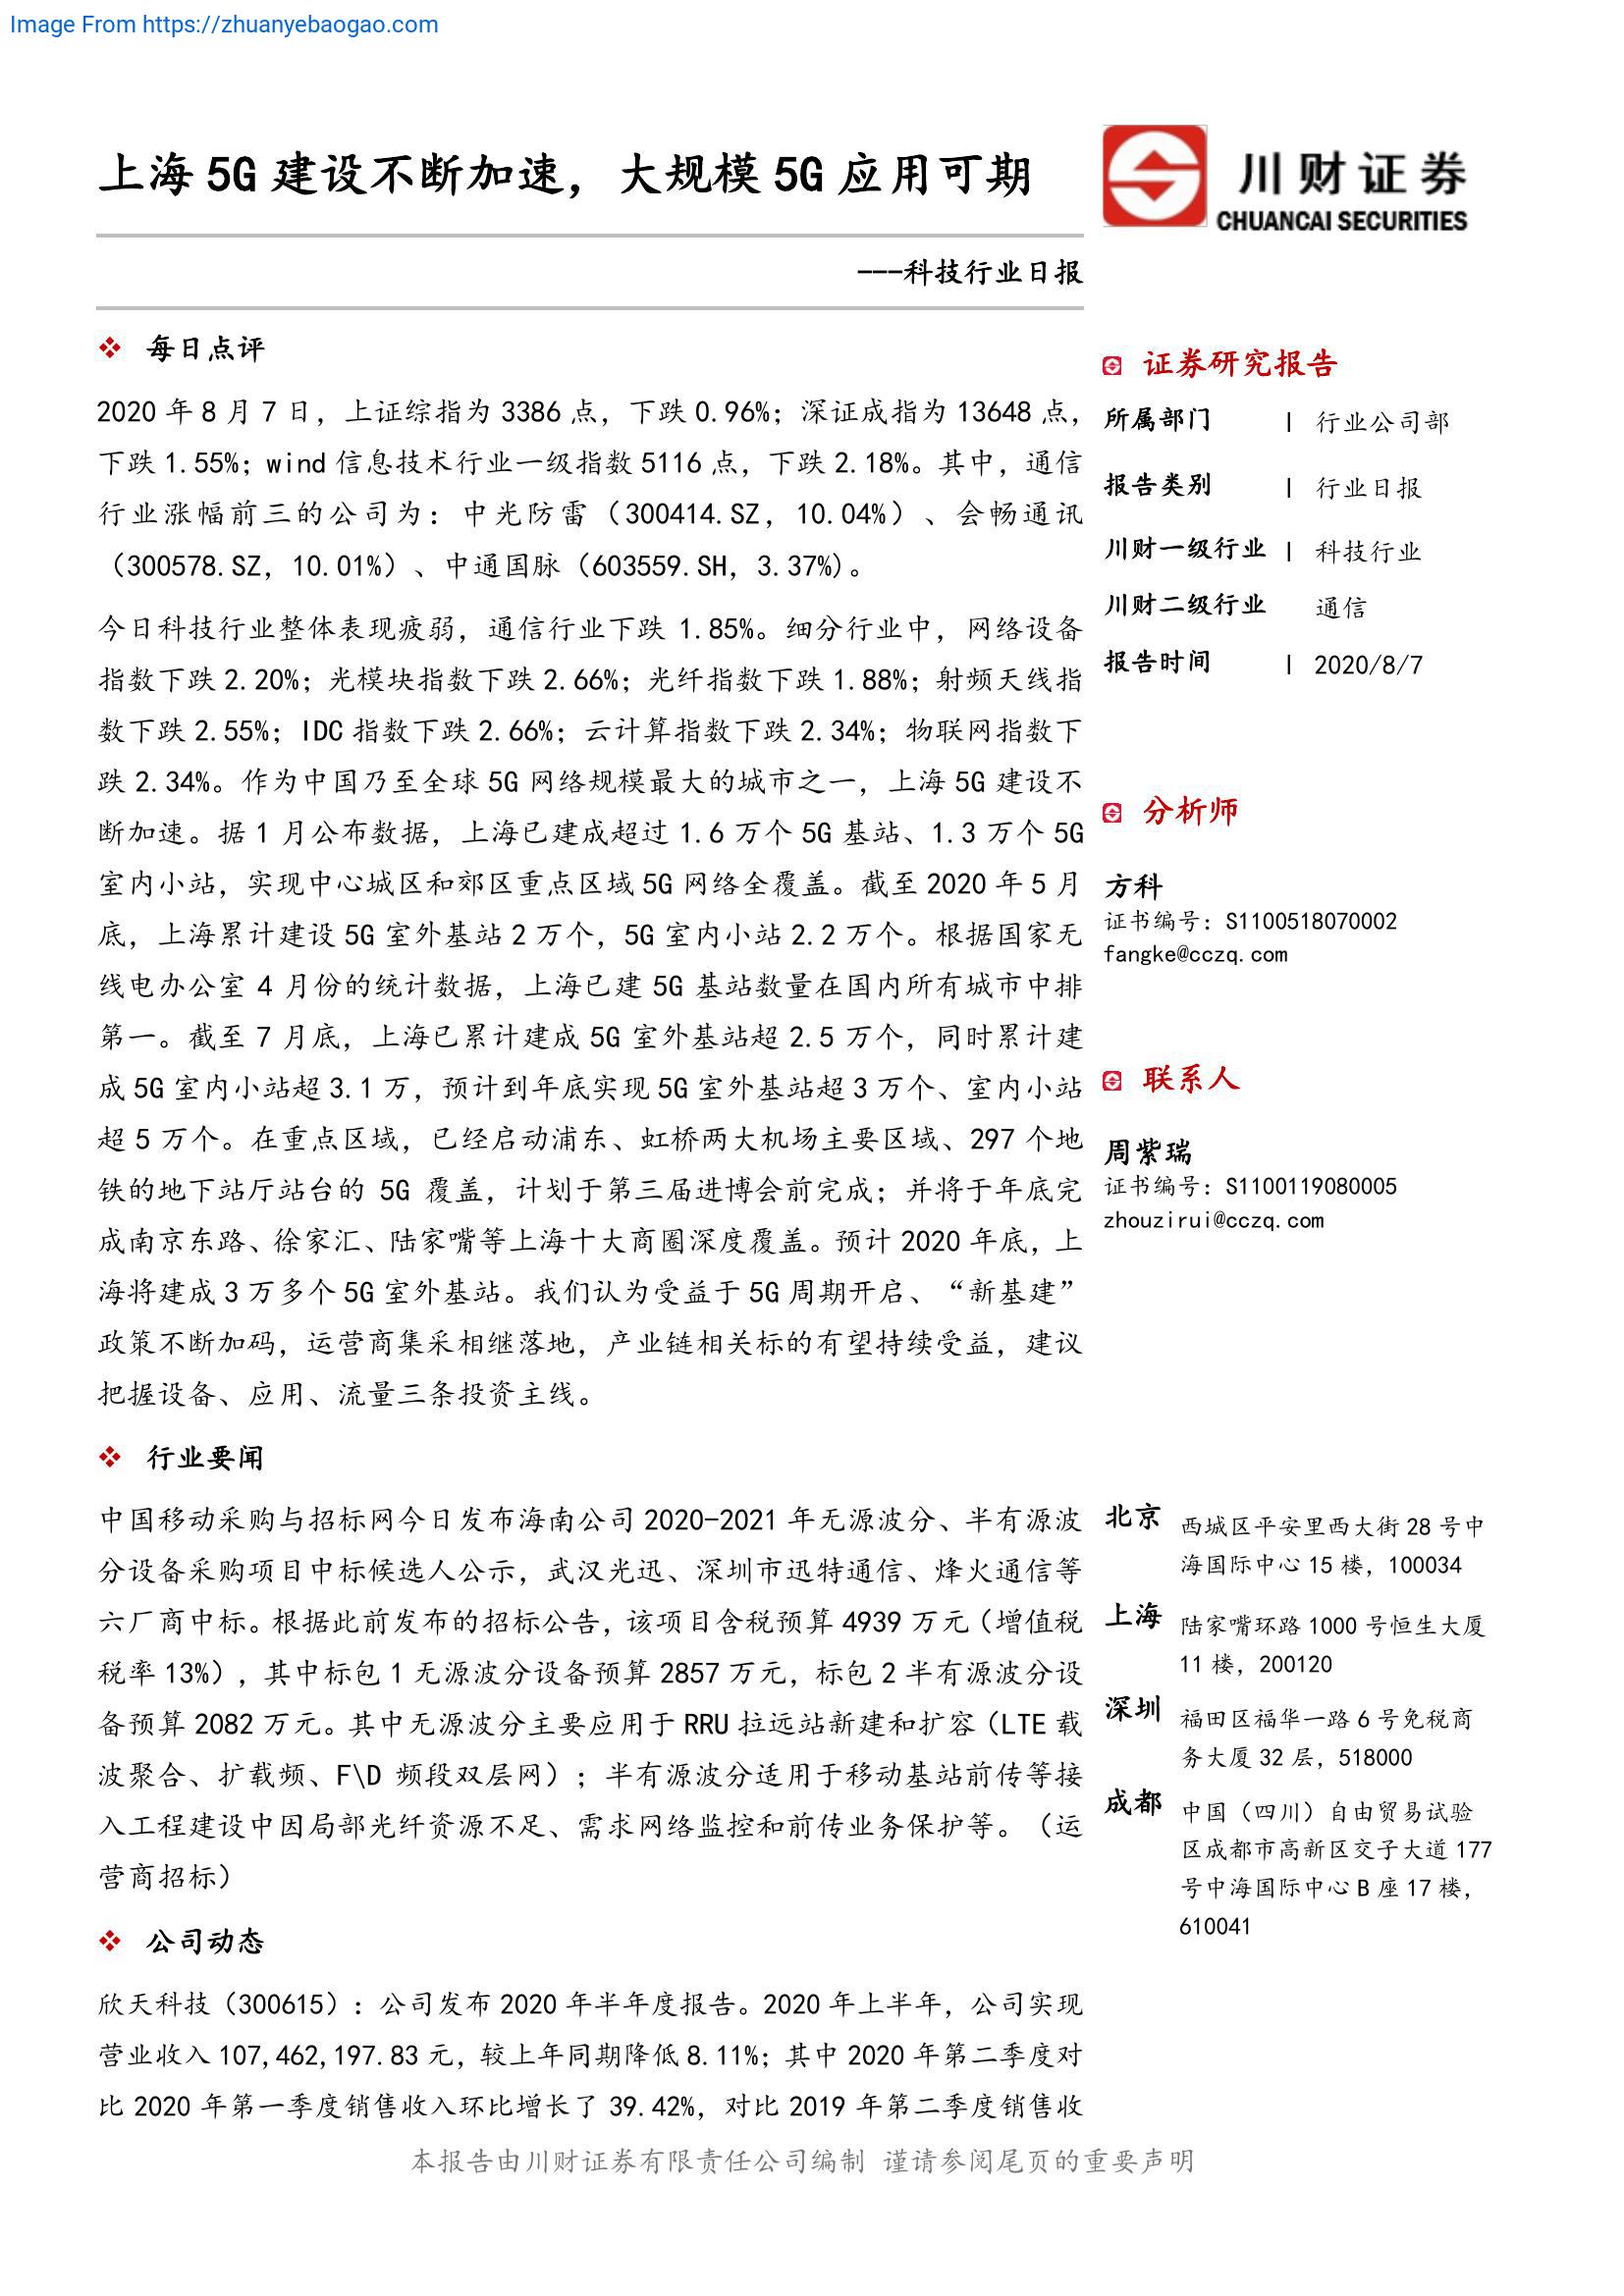 Image From https://zhuanyebaogao.com
上海 5G 建设不断加速，大规模 5G 应用可期
川财证券
CHUANCAI SECURITIES
---科技行业日报
每日点评
2020 年 8 月 7 日，上证综指为 3386 点，下跌 0.96%；深证成指为 13648 点，
下跌 1.55%；wind 信息技术行业一级指数 5116 点，下跌 2.18%。其中，通信
行业涨幅前三的公司为：中光防雷（300414.SZ，10.04%）、会畅通讯
（300578.SZ，10.01%）、中通国脉（603559.SH，3.37%)。
今日科技行业整体表现疲弱，通信行业下跌 1.85%。细分行业中，网络设备
指数下跌 2.20%；光模块指数下跌 2.66%；光纤指数下跌 1.88%；射频天线指
数下跌 2.55%；IDC 指数下跌 2.66%；云计算指数下跌 2.34%；物联网指数下
跌 2.34%。作为中国乃至全球 5G 网络规模最大的城市之一，上海 5G 建设不
断加速。据 1 月公布数据，上海已建成超过 1.6 万个 5G 基站、1.3 万个 5G
室内小站，实现中心城区和郊区重点区域 5G 网络全覆盖。截至 2020 年 5 月
底，上海累计建设 5G 室外基站 2 万个，5G 室内小站 2.2 万个。根据国家无
线电办公室 4 月份的统计数据，上海已建 5G 基站数量在国内所有城市中排
第一。截至 7 月底，上海已累计建成 5G 室外基站超 2.5 万个，同时累计建
成 5G 室内小站超 3.1 万，预计到年底实现 5G 室外基站超 3 万个、室内小站
超 5 万个。在重点区域，已经启动浦东、虹桥两大机场主要区域、297 个地
铁的地下站厅站台的 5G 覆盖，计划于第三届进博会前完成；并将于年底完
成南京东路、徐家汇、陆家嘴等上海十大商圈深度覆盖。预计 2020 年底，上
海将建成 3 万多个 5G 室外基站。我们认为受益于 5G 周期开启、“新基建”
政策不断加码，运营商集采相继落地，产业链相关标的有望持续受益，建议
把握设备、应用、流量三条投资主线。
行业要闻
中国移动采购与招标网今日发布海南公司 2020-2021 年无源波分、半有源波
分设备采购项目中标候选人公示，武汉光迅、深圳市迅特通信、烽火通信等
六厂商中标。根据此前发布的招标公告，该项目含税预算 4939 万元（增值税
税率 13%），其中标包 1 无源波分设备预算 2857 万元，标包 2 半有源波分设
备预算 2082 万元。其中无源波分主要应用于 RRU 拉远站新建和扩容（LTE 载
波聚合、扩载频、F\D 频段双层网）；半有源波分适用于移动基站前传等接
入工程建设中因局部光纤资源不足、需求网络监控和前传业务保护等。（运
营商招标）
公司动态
欣天科技（300615）：公司发布 2020 年半年度报告。2020 年上半年，公司实现
营业收入 107,462,197.83 元，较上年同期降低 8.11%；其中 2020 年第二季度对
比 2020 年第一季度销售收入环比增长了 39.42%，对比 2019 年第二季度销售收
证券研究报告
所属部门 | 行业公司部
报告类别 | 行业日报
川财一级行业 | 科技行业
川财二级行业 通信
报告时间 | 2020/8/7
分析师
方科
证书编号：S1100518070002
fangke@cczq.com
联系人
周紫瑞
证书编号：S1100119080005
zhouzirui@cczq.com
北京 西城区平安里西大街 28 号中
海国际中心 15 楼，100034
上海 陆家嘴环路 1000 号恒生大厦
11 楼，200120
深圳 福田区福华一路 6 号免税商
务大厦 32 层，518000
成都 中国（四川）自由贸易试验
区成都市高新区交子大道 177
号中海国际中心 B 座 17 楼，
610041
本报告由川财证券有限责任公司编制 谨请参阅尾页的重要声明